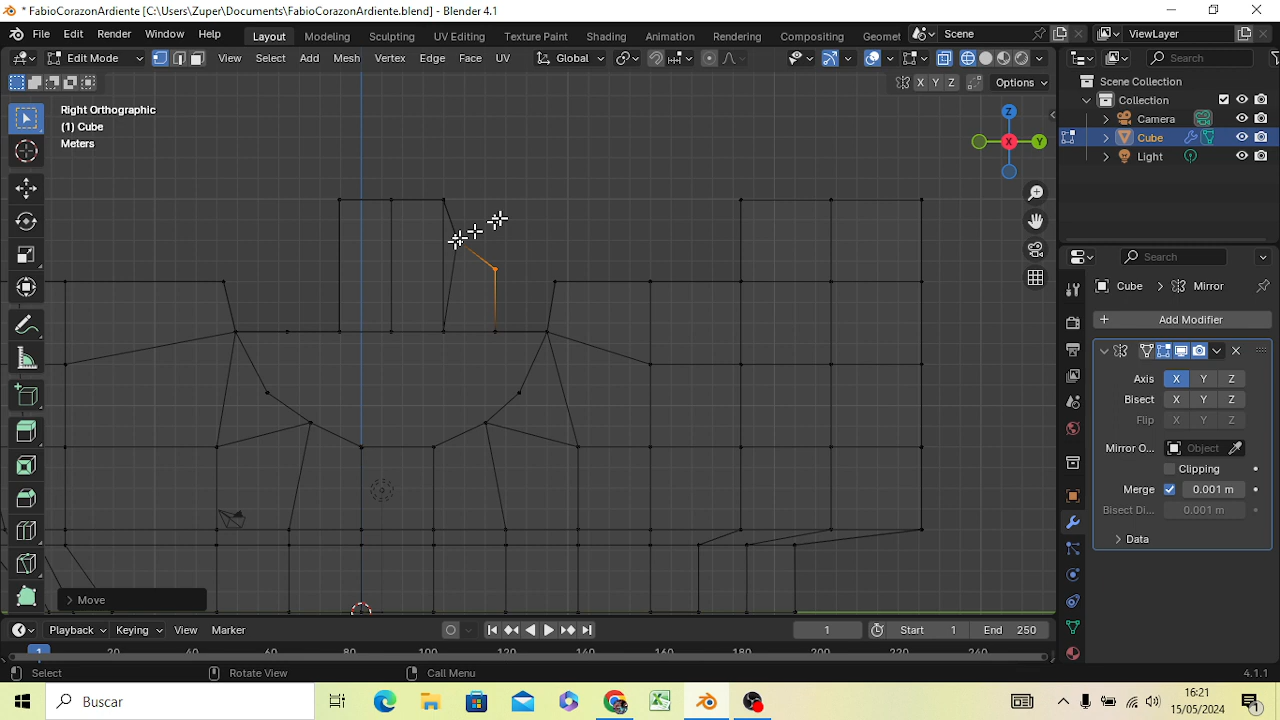 * FabioCorazonArdiente [C:\Users\Zuper\Documents\FabioCorazonArdiente.blend] - Blender 4.1
File Edit Render Window Help Layout Modeling Sculpting UV Editing Texture Paint Shading Animation Rendering Compositing Geomet Scene ViewLayer
Edit Mode View Select Add Mesh Vertex Edge Face UV Global Search
X Y Z Options
Right Orthographic
(1) Cube
Meters
Z
X Y
Scene Collection
Collection
Camera
Cube
Light
Search
Cube > Mirror
Add Modifier
Axis X Y Z
Bisect X Y Z
Flip X Y Z
Mirror O... Object
Clipping
Merge 0.001 m
Bisect Di... 0.001 m
> Data
> Move
Playback Keying View Marker 1 Start 1 End 250
1 20 40 60 80 100 120 140 160 180 200 220 240
Select Rotate View Call Menu 4.1.1
Buscar
16:21
15/05/2024
1